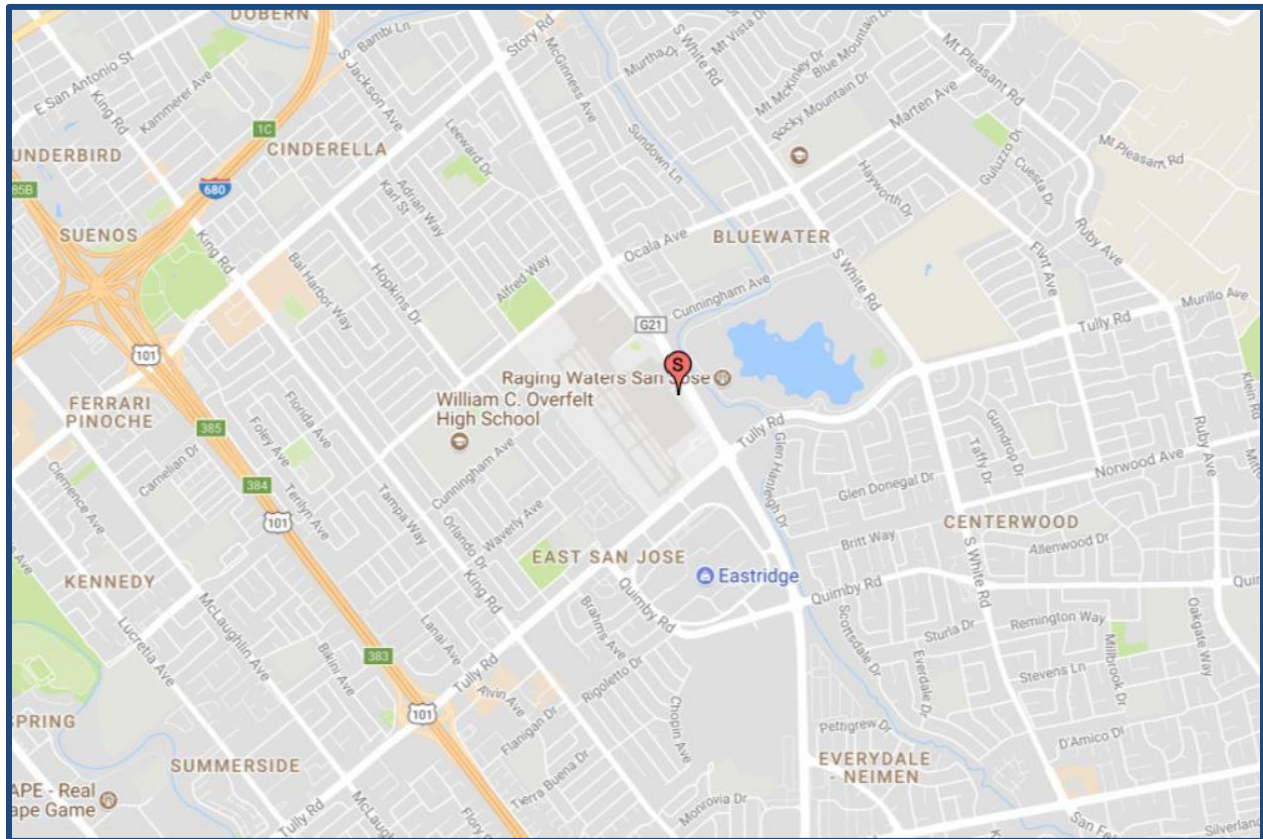 DOBERN
Bambi Ln
Story Rd
S White Rd
Mt Vista Dr
Blue Mountain Dr
Mt Pleasant Rd
E San Antonio St
Kammerer Ave
King Rd
S Jackson Ave
McGinness Ave
Murtha Dr
Mt McKinley Dr
Rocky Mountain Dr
Marten Ave
1C
CINDERELLA
Leeward Dr
Sundown Ln
Guluzzo Dr
Cuesta Dr
Mt Pleasant Rd
UNDERBIRD
85B
680
Adrian Way
Karl St
Hayworth Dr
SUENOS
King Rd
Ocala Ave
BLUEWATER
Flint Ave
Ruby Ave
Bal Harbor Way
Hopkins Dr
Alfred Way
Cunningham Ave
S White Rd
Murillo Ave
G21
Tully Rd
101
S
Raging Waters San Jose
William C. Overfelt
High School
FERRARI
PINOCHE
385
Florida Ave
Foley Ave
Tully Rd
Glen Hanleigh Dr
Gumdrop Dr
Taffy Dr
Ruby Ave
Klein Rd
Norwood Ave
Clemence Ave
Camelian Dr
384
Terilyn Ave
Tampa Way
Cunningham Ave
Glen Donegal Dr
101
Orlando Dr
Waverly Ave
CENTERWOOD
Britt Way
Allenwood Dr
KENNEDY
EAST SAN JOSE
Eastridge
Quimby Rd
S White Rd
McLaughlin Ave
Lucretia Ave
King Rd
Brahms Ave
Quimby Rd
Scottsdale Dr
Sturla Dr
Remington Way
Oakgate Way
Bikini Ave
Lanai Ave
383
Tully Rd
Rigoletto Dr
Everdale Dr
Stevens Ln
Millbrook Dr
SPRING
101
Alvin Ave
Flanigan Dr
Chopin Ave
Pettigrew Dr
D'Amico Dr
SUMMERSIDE
EVERYDALE
- NEIMEN
APE - Real
ape Game
Tierra Buena Dr
Monrovia Dr
Tully Rd
McLa
Flory Dr
San Fel
Silverland